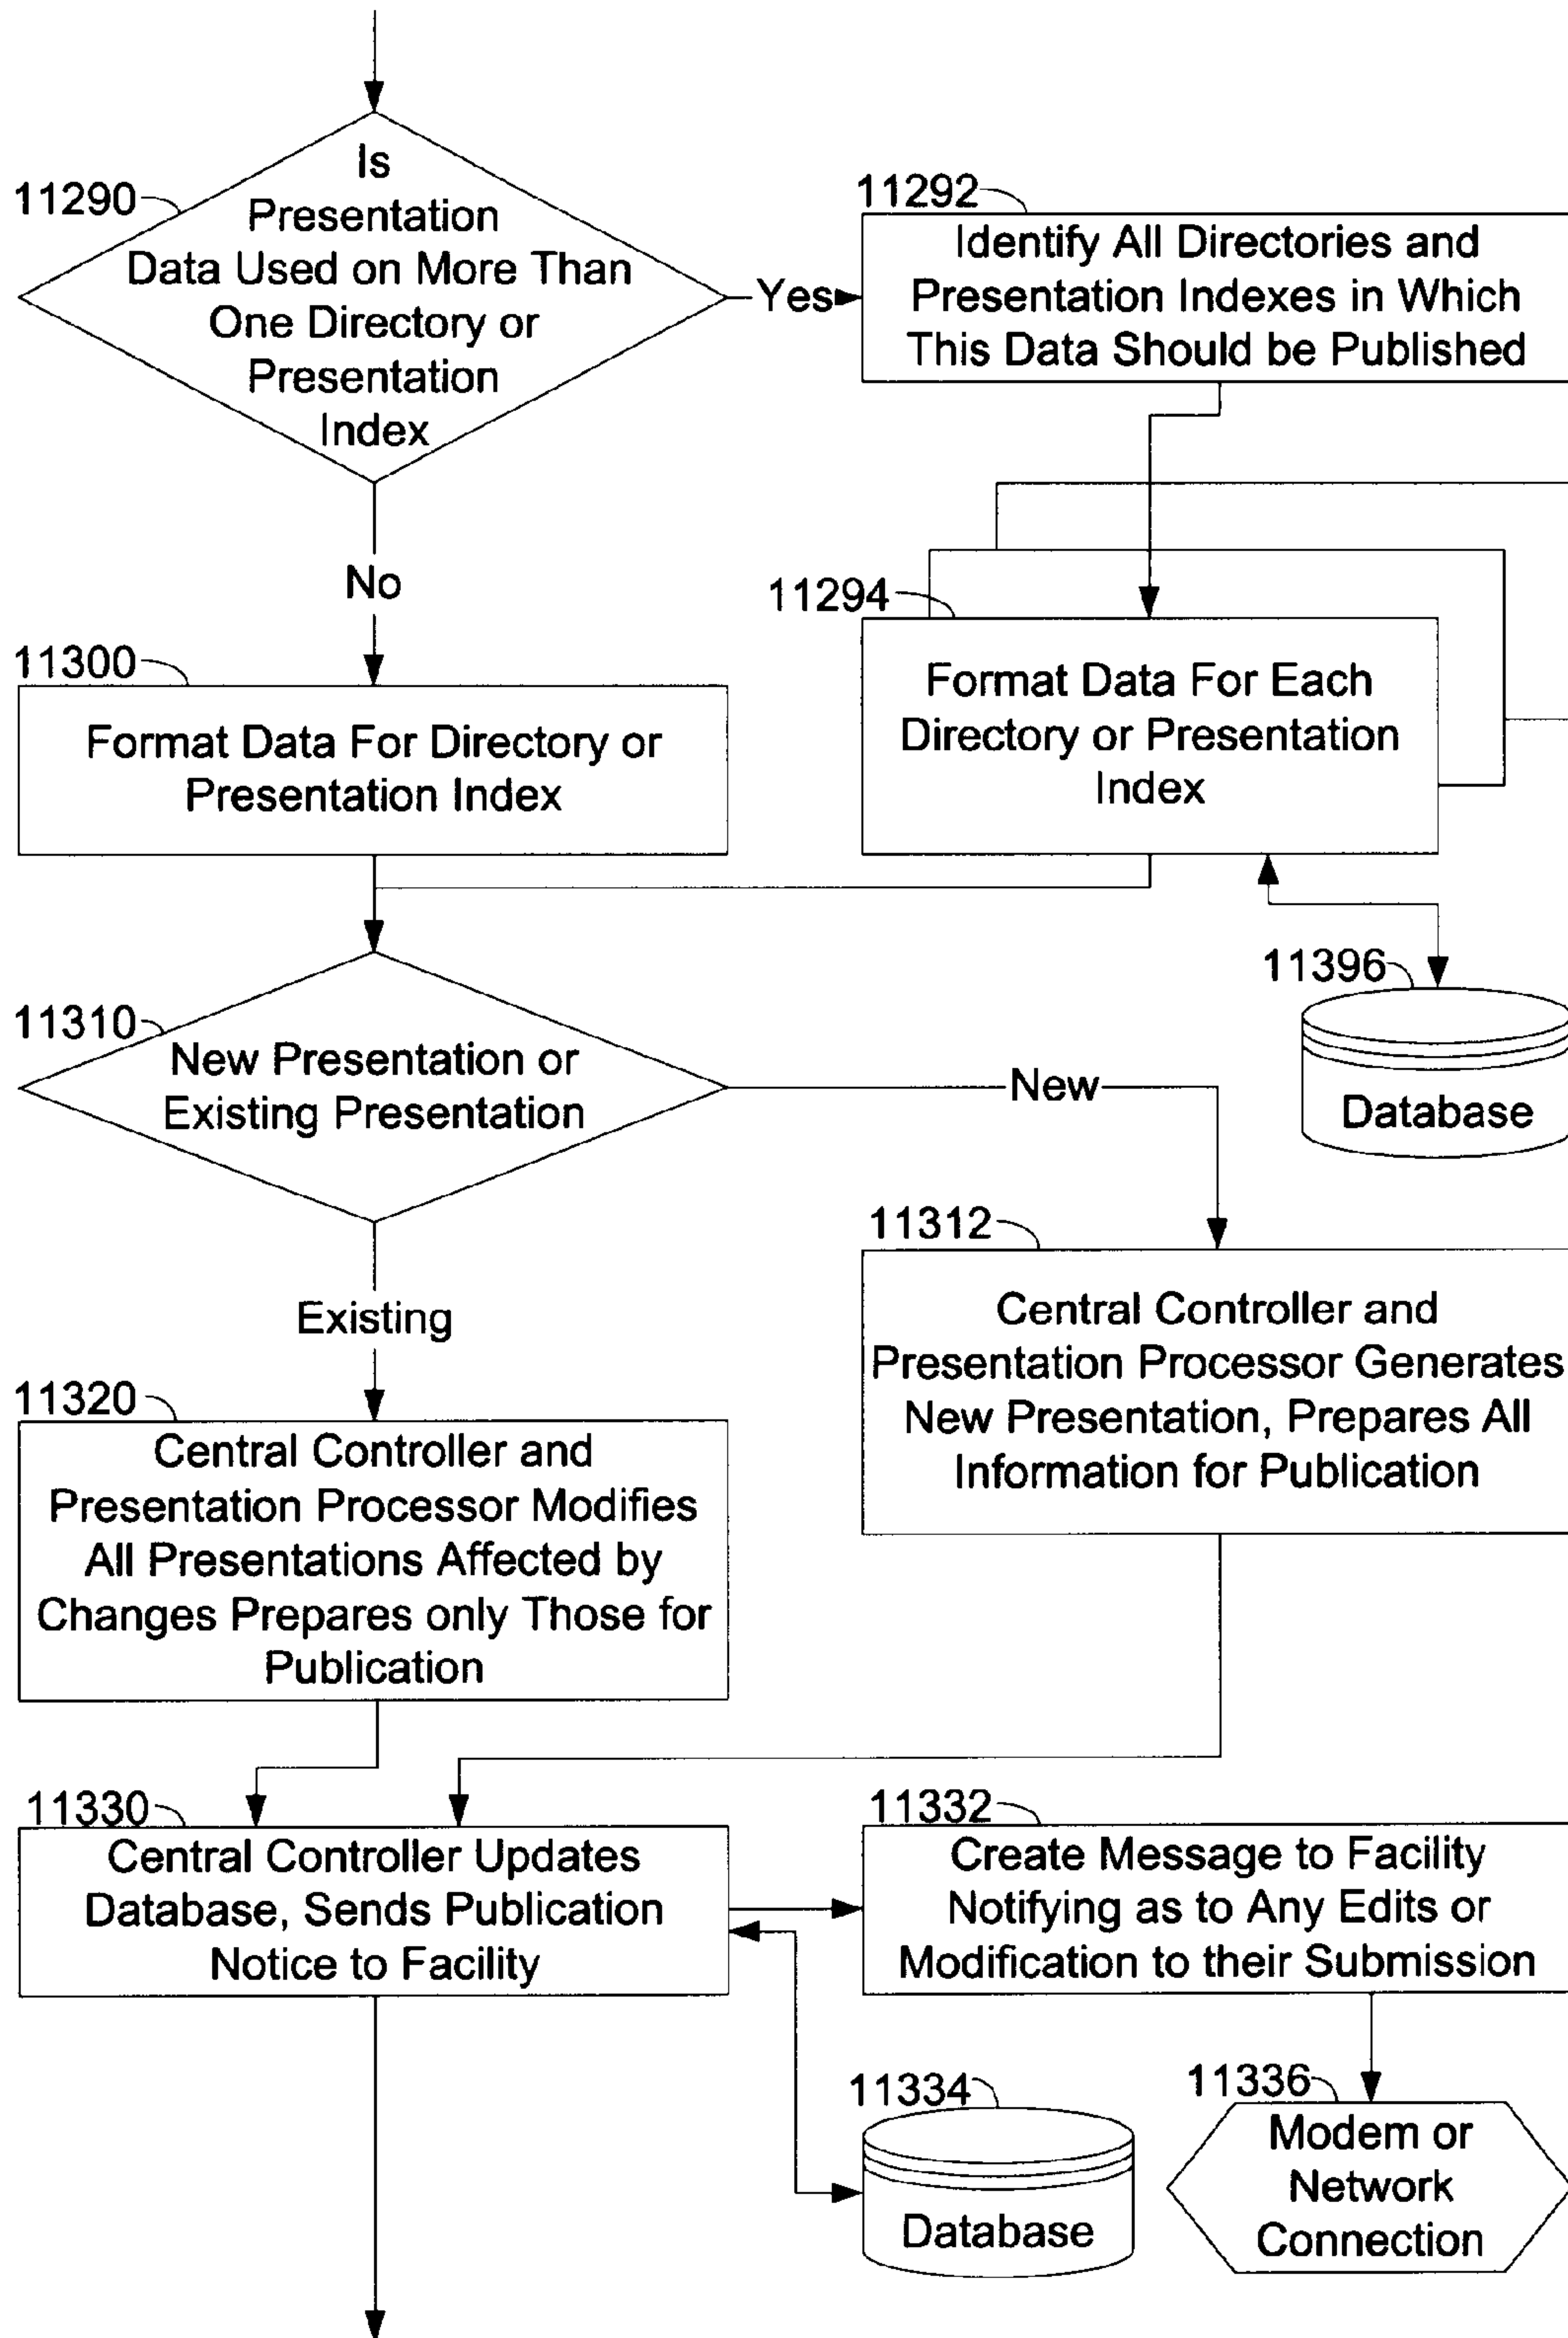 11290
Is
Presentation
Data Used on More Than
One Directory or
Presentation
Index
Yes
11292
Identify All Directories and
Presentation Indexes in Which
This Data Should be Published
No
11294
Format Data For Each
Directory or Presentation
Index
11300
Format Data For Directory or
Presentation Index
11396
Database
11310
New Presentation or
Existing Presentation
New
11312
Central Controller and
Presentation Processor Generates
New Presentation, Prepares All
Information for Publication
Existing
11320
Central Controller and
Presentation Processor Modifies
All Presentations Affected by
Changes Prepares only Those for
Publication
11330
Central Controller Updates
Database, Sends Publication
Notice to Facility
11332
Create Message to Facility
Notifying as to Any Edits or
Modification to their Submission
11334
Database
11336
Modem or
Network
Connection